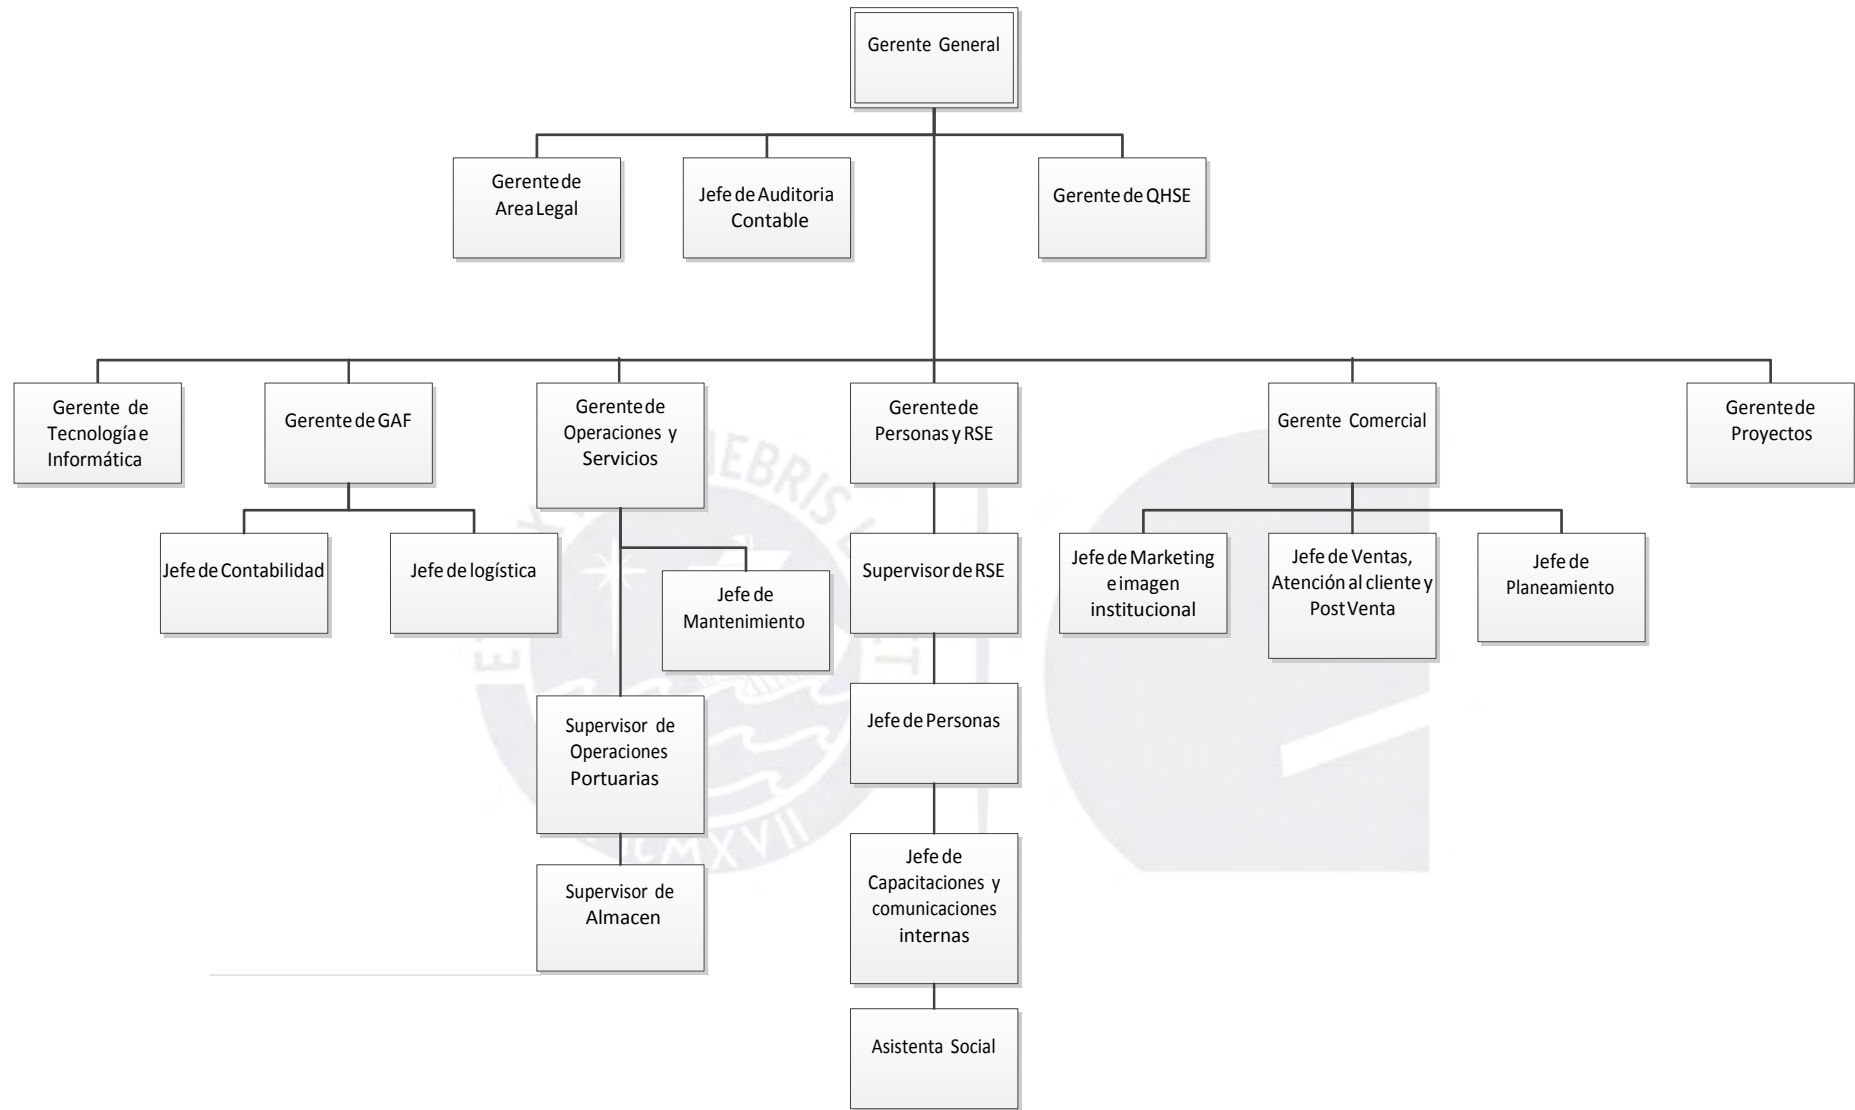 Gerente General
Gerente de
Area Legal
Jefe de Auditoria
Contable
Gerente de QHSE
Gerente de
Tecnología e
Informática
Gerente de GAF
Gerente de
Operaciones y
Servicios
Gerente de
Personas y RSE
Gerente Comercial
Gerente de
Proyectos
Jefe de Contabilidad
Jefe de logística
Jefe de
Mantenimiento
Supervisor de RSE
Jefe de Marketing
e imagen
institucional
Jefe de Ventas,
Atención al cliente y
Post Venta
Jefe de
Planeamiento
Supervisor de
Operaciones
Portuarias
Jefe de Personas
Supervisor de
Almacen
Jefe de
Capacitaciones y
comunicaciones
internas
Asistenta Social